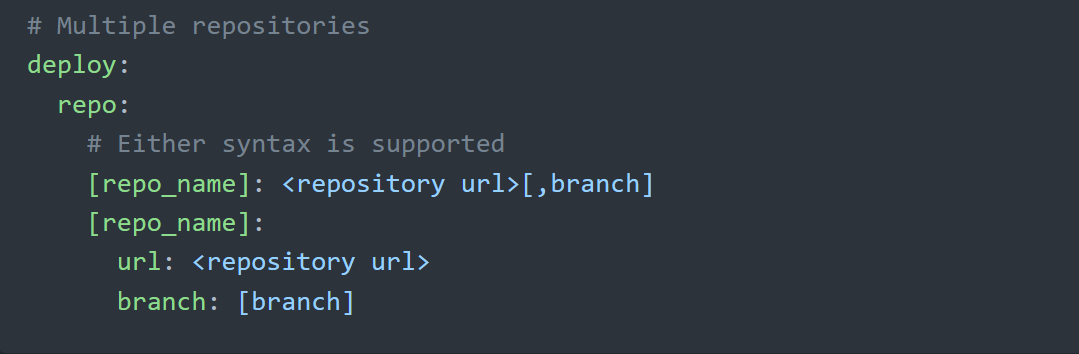 # Multiple repositories
deploy:
  repo:
    # Either syntax is supported
    [repo_name]: <repository url>[,branch]
    [repo_name]:
      url: <repository url>
      branch: [branch]